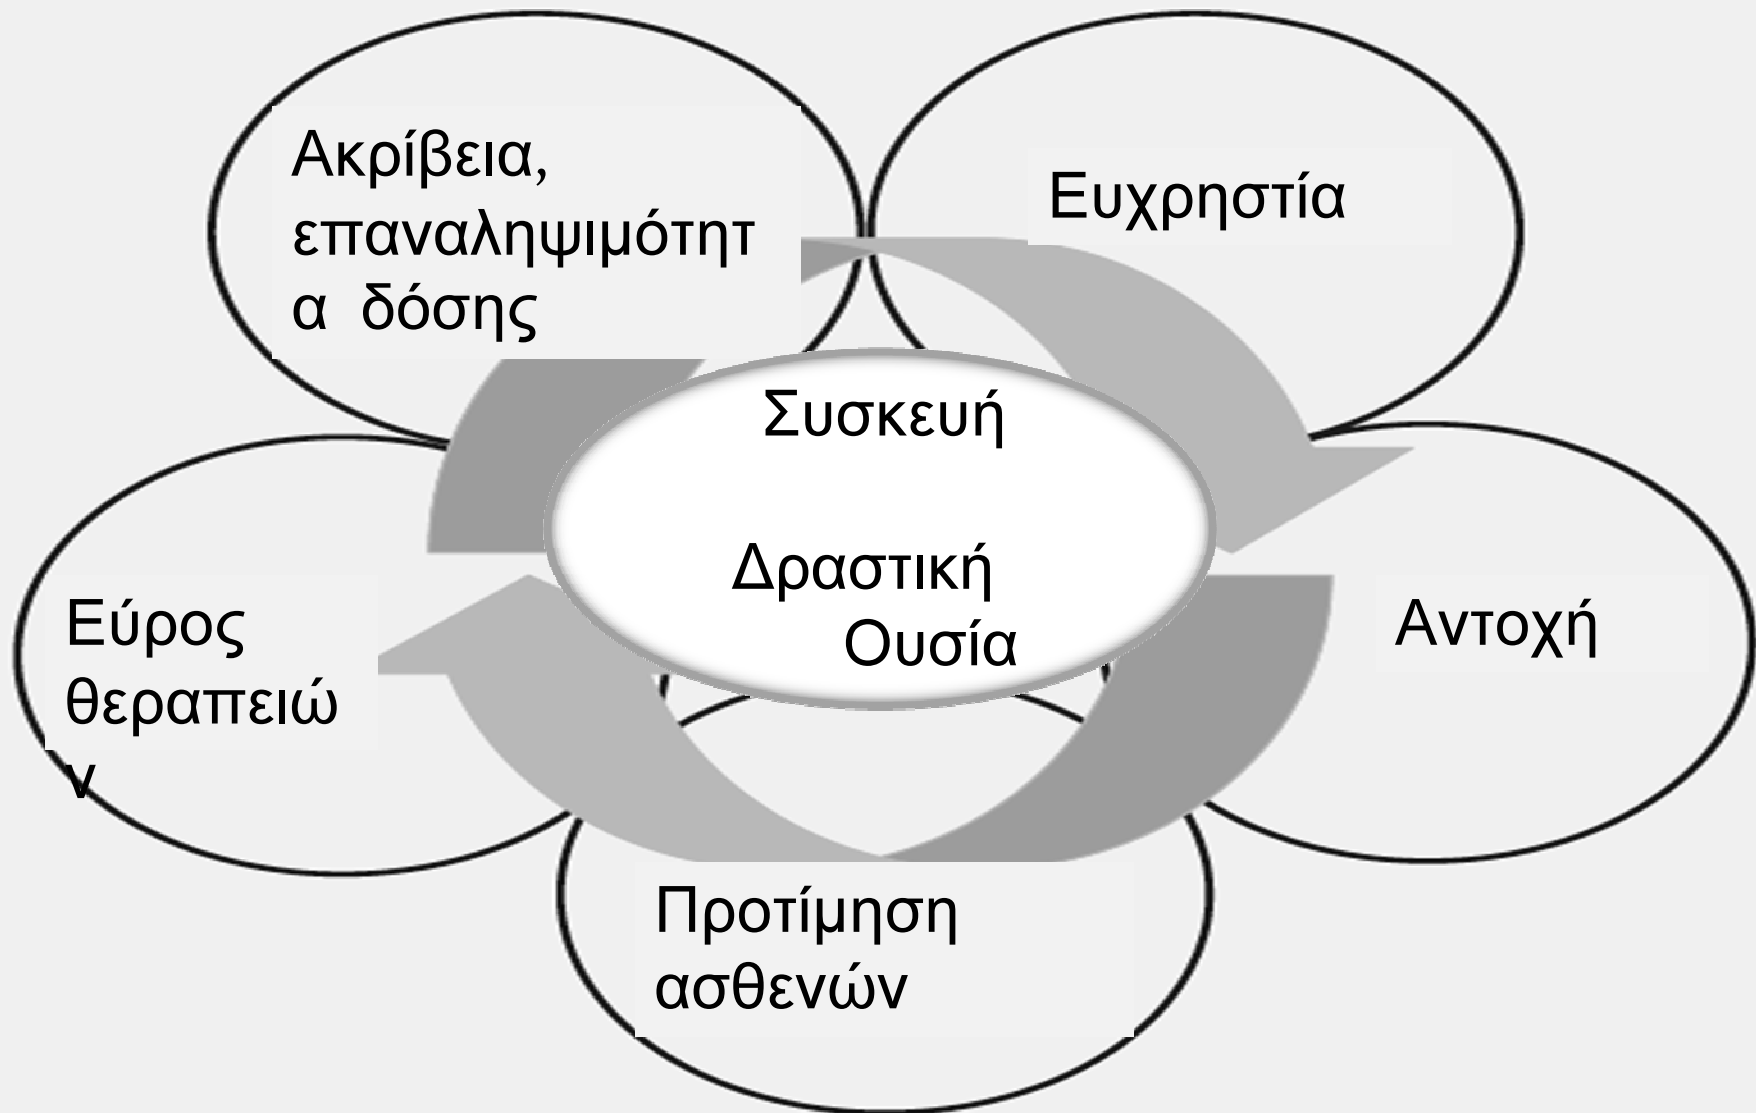 Ακρίβεια,
επαναληψιμότητ
α δόσης
Ευχρηστία
Συσκευή
Δραστική
Ουσία
Εύρος
θεραπειώ
ν
Αντοχή
Προτίμηση
ασθενών